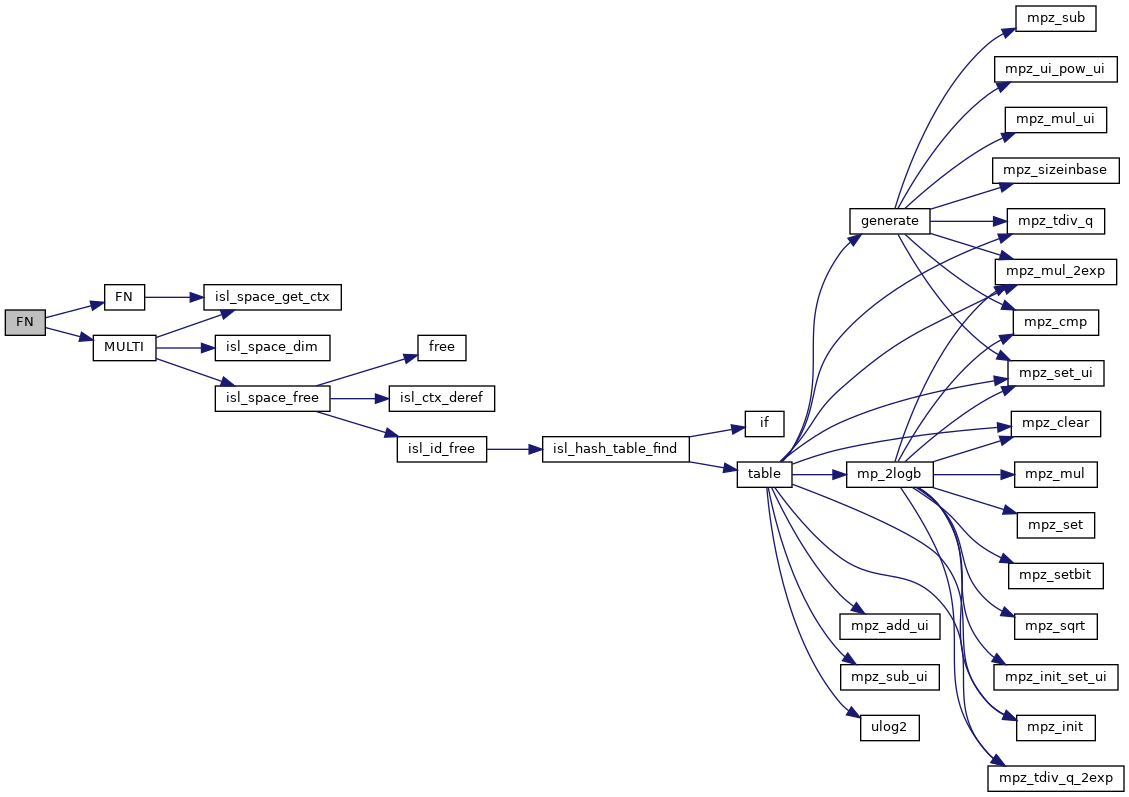 FN
FN
MULTI
isl_space_get_ctx
isl_space_dim
isl_space_free
free
isl_ctx_deref
isl_id_free
isl_hash_table_find
if
table
generate
mp_2logb
mpz_add_ui
mpz_sub_ui
ulog2
mpz_sub
mpz_ui_pow_ui
mpz_mul_ui
mpz_sizeinbase
mpz_tdiv_q
mpz_mul_2exp
mpz_cmp
mpz_set_ui
mpz_clear
mpz_mul
mpz_set
mpz_setbit
mpz_sqrt
mpz_init_set_ui
mpz_init
mpz_tdiv_q_2exp